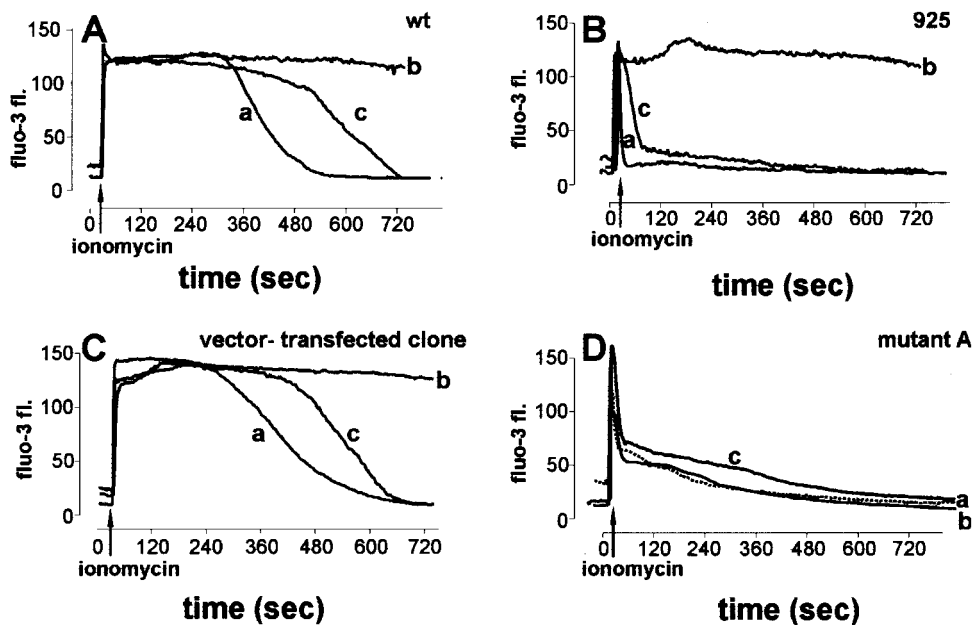 A
wt
150
100
50
0
fluo-3 fl.
a
b
c
0 120 240 360 480 600 720
ionomycin
time (sec)
B
925
150
100
50
0
fluo-3 fl.
b
c
a
0 120 240 360 480 600 720
ionomycin
time (sec)
C
vector- transfected clone
150
100
50
0
fluo-3 fl.
b
a
c
0 120 240 360 480 600 720
ionomycin
time (sec)
D
mutant A
150
100
50
0
fluo-3 fl.
c
a
b
0 120 240 360 480 600 720
ionomycin
time (sec)